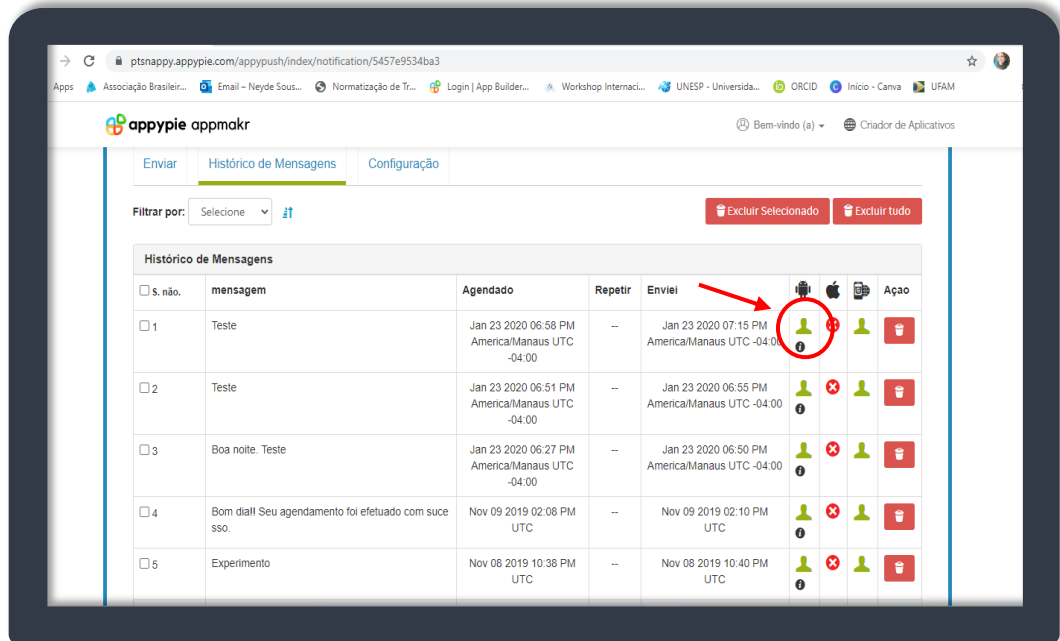 ptsnappy.appypie.com/appypush/index/notification/5457e9534ba3
Apps Associação Brasileir... Email – Neyde Sous... Normatização de Tr... Login | App Builder... Workshop Internaci... UNESP - Universida... ORCID Início - Canva UFAM
appypie appmakr Bem-vindo (a) Criador de Aplicativos
Enviar Histórico de Mensagens Configuração
Filtrar por: Selecione Excluir Selecionado Excluir tudo
Histórico de Mensagens
S. não. mensagem Agendado Repetir Enviei Açao
1 Teste Jan 23 2020 06:58 PM -- Jan 23 2020 07:15 PM
America/Manaus UTC America/Manaus UTC -04:00
-04:00
2 Teste Jan 23 2020 06:51 PM -- Jan 23 2020 06:55 PM
America/Manaus UTC America/Manaus UTC -04:00
-04:00
3 Boa noite. Teste Jan 23 2020 06:27 PM -- Jan 23 2020 06:50 PM
America/Manaus UTC America/Manaus UTC -04:00
-04:00
4 Bom dia!! Seu agendamento foi efetuado com suce Nov 09 2019 02:08 PM -- Nov 09 2019 02:10 PM
sso. UTC UTC
5 Experimento Nov 08 2019 10:38 PM -- Nov 08 2019 10:40 PM
UTC UTC